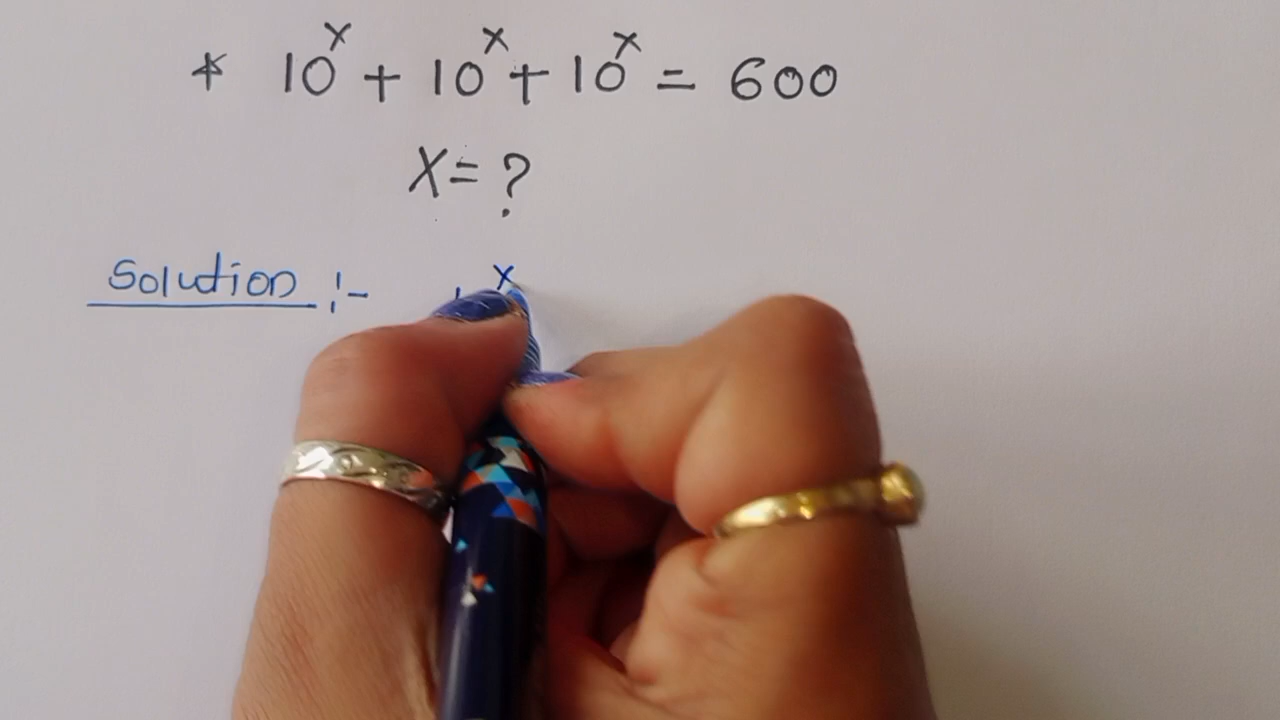 * 10^x + 10^x + 10^x = 600
X = ?
Solution :-
x